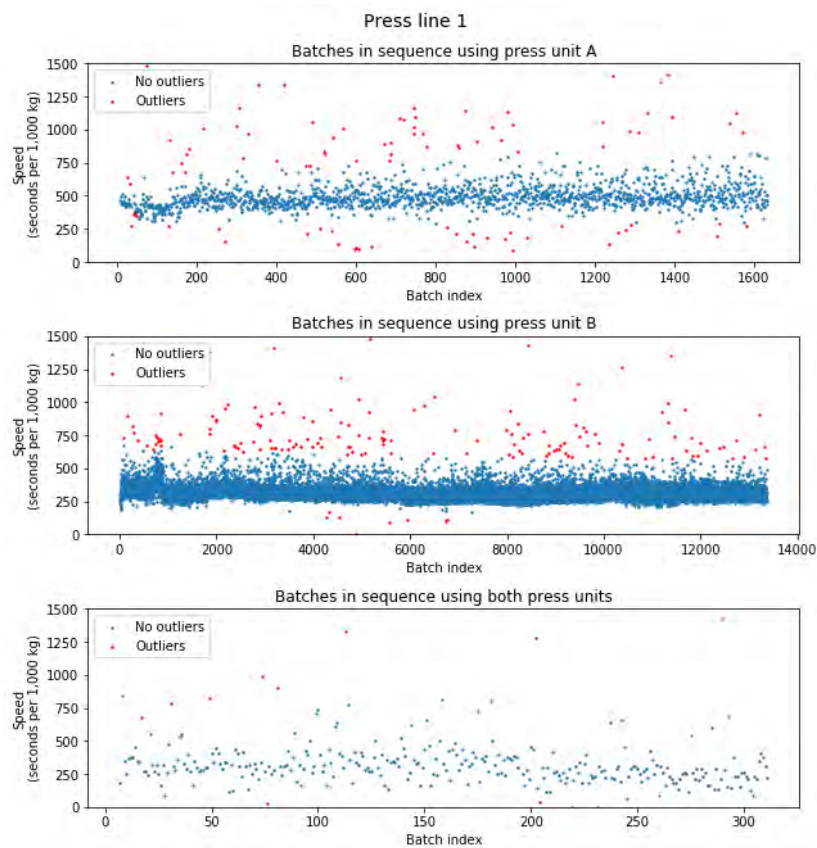 Press line 1
Batches in sequence using press unit A
1500
1250
1000
750
500
250
0
Speed
(seconds per 1,000 kg)
No outliers
Outliers
0 200 400 600 800 1000 1200 1400 1600
Batch index
Batches in sequence using press unit B
1500
1250
1000
750
500
250
0
Speed
(seconds per 1,000 kg)
No outliers
Outliers
0 2000 4000 6000 8000 10000 12000 14000
Batch index
Batches in sequence using both press units
1500
1250
1000
750
500
250
0
Speed
(seconds per 1,000 kg)
No outliers
Outliers
50 100 150 200 250 300
Batch index